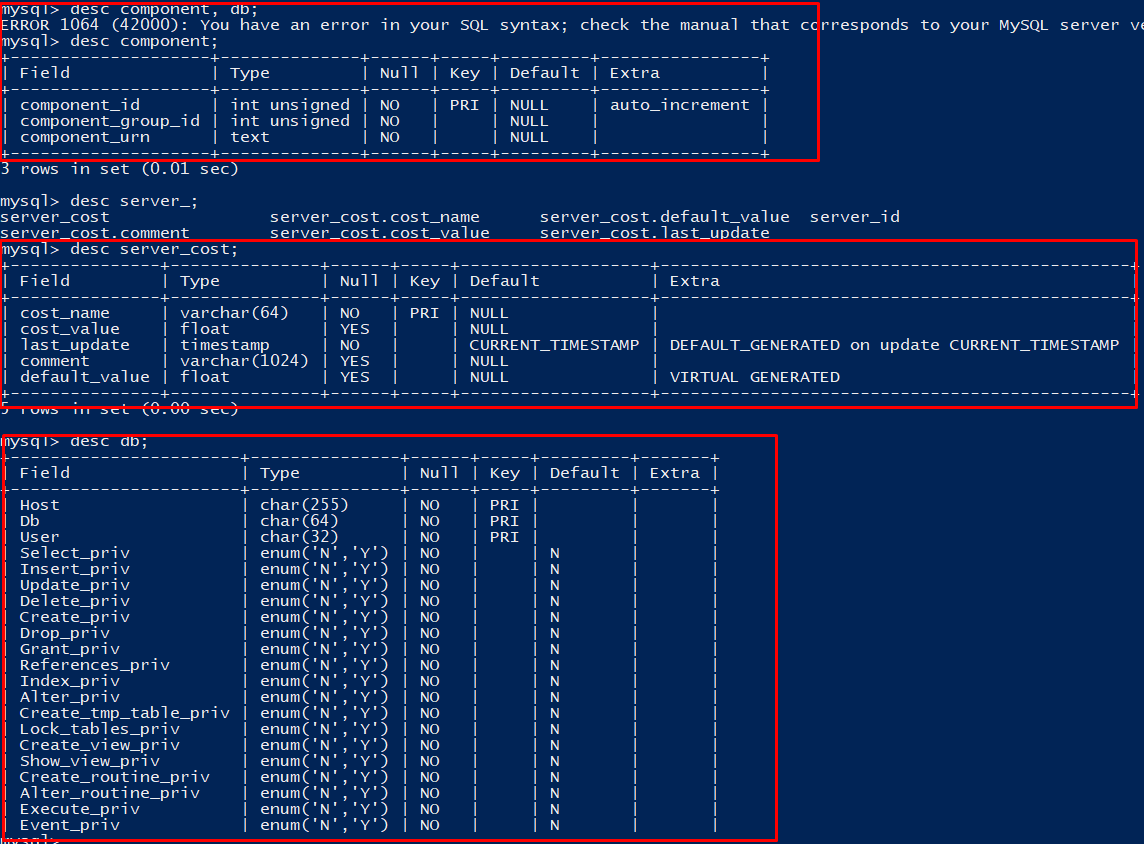 mysql> desc component, db;
ERROR 1064 (42000): You have an error in your SQL syntax; check the manual that corresponds to your MySQL server ve
mysql> desc component;
+--------------------+--------------+------+-----+---------+----------------+
| Field              | Type         | Null | Key | Default | Extra          |
+--------------------+--------------+------+-----+---------+----------------+
| component_id       | int unsigned | NO   | PRI | NULL    | auto_increment |
| component_group_id | int unsigned | NO   |     | NULL    |                |
| component_urn      | text         | NO   |     | NULL    |                |
+--------------------+--------------+------+-----+---------+----------------+
3 rows in set (0.01 sec)
mysql> desc server_;
server_cost                server_cost.cost_name      server_cost.default_value  server_id
server_cost.comment        server_cost.cost_value     server_cost.last_update
mysql> desc server_cost;
+---------------+---------------+------+-----+-------------------+-----------------------------------------------+
| Field         | Type          | Null | Key | Default           | Extra                                         |
+---------------+---------------+------+-----+-------------------+-----------------------------------------------+
| cost_name     | varchar(64)   | NO   | PRI | NULL              |                                               |
| cost_value    | float         | YES  |     | NULL              |                                               |
| last_update   | timestamp     | NO   |     | CURRENT_TIMESTAMP | DEFAULT_GENERATED on update CURRENT_TIMESTAMP |
| comment       | varchar(1024) | YES  |     | NULL              |                                               |
| default_value | float         | YES  |     | NULL              | VIRTUAL GENERATED                             |
+---------------+---------------+------+-----+-------------------+-----------------------------------------------+
5 rows in set (0.00 sec)
mysql> desc db;
+-----------------------+---------------+------+-----+---------+-------+
| Field                 | Type          | Null | Key | Default | Extra |
+-----------------------+---------------+------+-----+---------+-------+
| Host                  | char(255)     | NO   | PRI |         |       |
| Db                    | char(64)      | NO   | PRI |         |       |
| User                  | char(32)      | NO   | PRI |         |       |
| Select_priv           | enum('N','Y') | NO   |     | N       |       |
| Insert_priv           | enum('N','Y') | NO   |     | N       |       |
| Update_priv           | enum('N','Y') | NO   |     | N       |       |
| Delete_priv           | enum('N','Y') | NO   |     | N       |       |
| Create_priv           | enum('N','Y') | NO   |     | N       |       |
| Drop_priv             | enum('N','Y') | NO   |     | N       |       |
| Grant_priv            | enum('N','Y') | NO   |     | N       |       |
| References_priv       | enum('N','Y') | NO   |     | N       |       |
| Index_priv            | enum('N','Y') | NO   |     | N       |       |
| Alter_priv            | enum('N','Y') | NO   |     | N       |       |
| Create_tmp_table_priv | enum('N','Y') | NO   |     | N       |       |
| Lock_tables_priv      | enum('N','Y') | NO   |     | N       |       |
| Create_view_priv      | enum('N','Y') | NO   |     | N       |       |
| Show_view_priv        | enum('N','Y') | NO   |     | N       |       |
| Create_routine_priv   | enum('N','Y') | NO   |     | N       |       |
| Alter_routine_priv    | enum('N','Y') | NO   |     | N       |       |
| Execute_priv          | enum('N','Y') | NO   |     | N       |       |
| Event_priv            | enum('N','Y') | NO   |     | N       |       |
mysql>